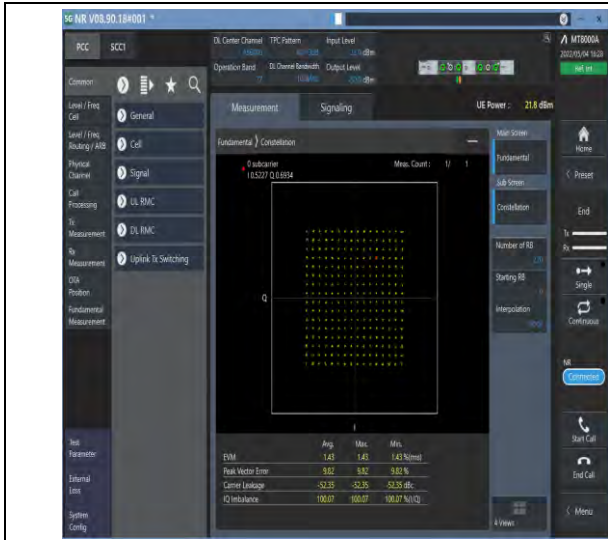 5G NR V03.90.18#001 *
PCC SCC1
DL Center Channel TPC Pattern Input Level
dBm
Operation Band DL Channel Bandwidth Output Level
dBm
MT8000A
2022/05/04 16:28
Ref. Int
Measurement Signaling UE Power : 21.8 dBm
Common
Level / Freq
Cell
Level / Freq
Routing / ARB
Physical
Channel
Call
Processing
Tx
Measurement
Rx
Measurement
OTA
Position
Fundamental
Measurement
Test
Parameter
External
Loss
System
Config
General
Cell
Signal
UL RMC
DL RMC
Uplink Tx Switching
Fundamental Constellation
0 subcarrier Meas. Count : 1/ 1
I 0.5227 Q 0.6934
Q
I
Avg. Max. Min.
EVM 1.43 1.43 1.43 %(rms)
Peak Vector Error 9.82 9.82 9.82 %
Carrier Leakage -52.35 -52.35 -52.35 dBc
IQ Imbalance 100.07 100.07 100.07 %(I/Q)
Main Screen
Fundamental
Sub Screen
Constellation
Number of RB
Starting RB
Interpolation
4 Views
Home
Preset
End
Tx
Rx
Single
Continuous
NR
Connected
Start Call
End Call
Menu